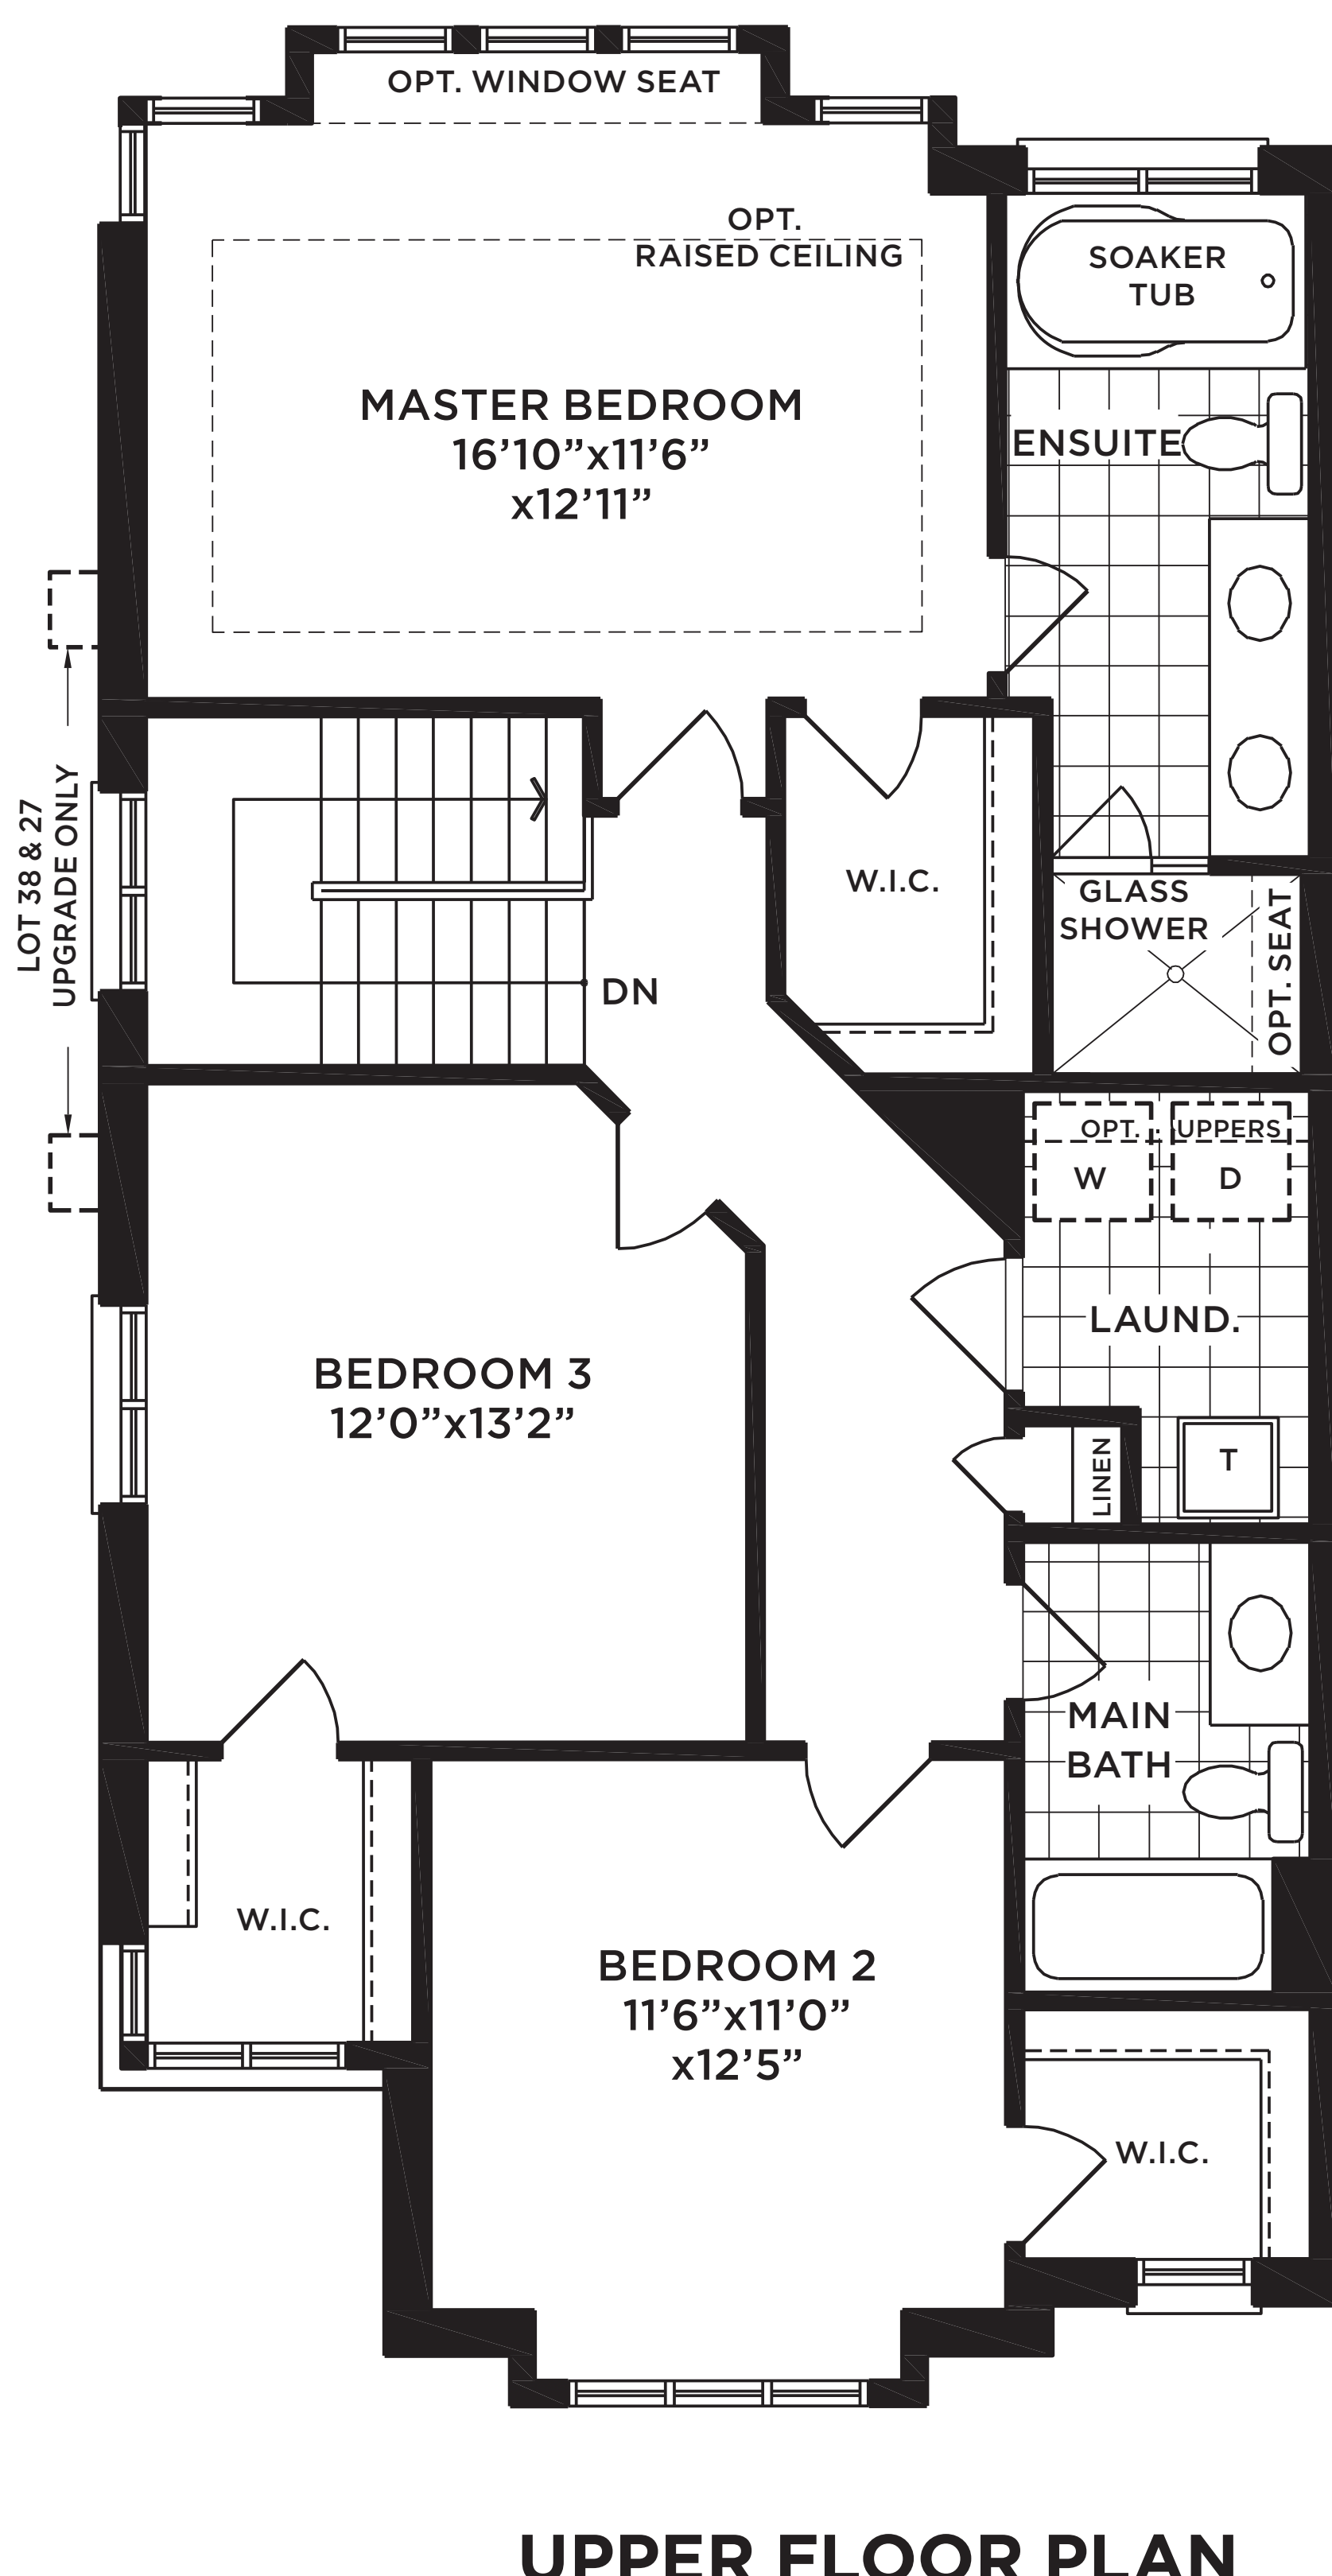 OPT. WINDOW SEAT
OPT.
RAISED CEILING
SOAKER
TUB
MASTER BEDROOM
16’10”x11’6”
x12’11”
ENSUITE
LOT 38 & 27
UPGRADE ONLY
W.I.C.
GLASS
SHOWER
OPT. SEAT
DN
OPT. UPPERS
W
D
LAUND.
BEDROOM 3
12’0”x13’2”
LINEN
T
MAIN
BATH
W.I.C.
BEDROOM 2
11’6”x11’0”
x12’5”
W.I.C.
UPPER FLOOR PLAN